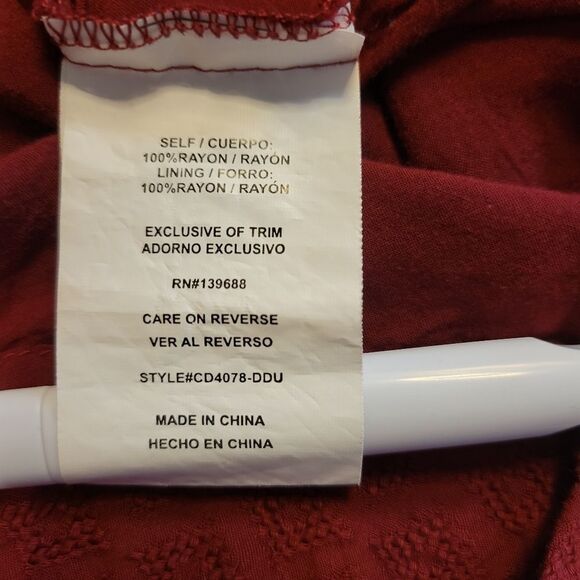 SELF / CUERPO:
100%RAYON / RAYÓN
LINING / FORRO:
100%RAYON / RAYÓN
EXCLUSIVE OF TRIM
ADORNO EXCLUSIVO
RN#139688
CARE ON REVERSE
VER AL REVERSO
STYLE#CD4078-DDU
MADE IN CHINA
HECHO EN CHINA